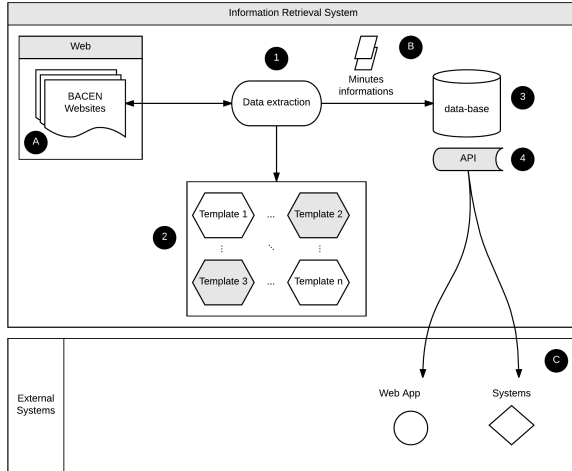 Information Retrieval System
Web
1
B
BACEN
Websites
A
Data extraction
Minutes
informations
data-base
3
API
4
2
Template 1
...
Template 2
...
...
...
Template 3
...
Template n
C
External
Systems
Web App
Systems